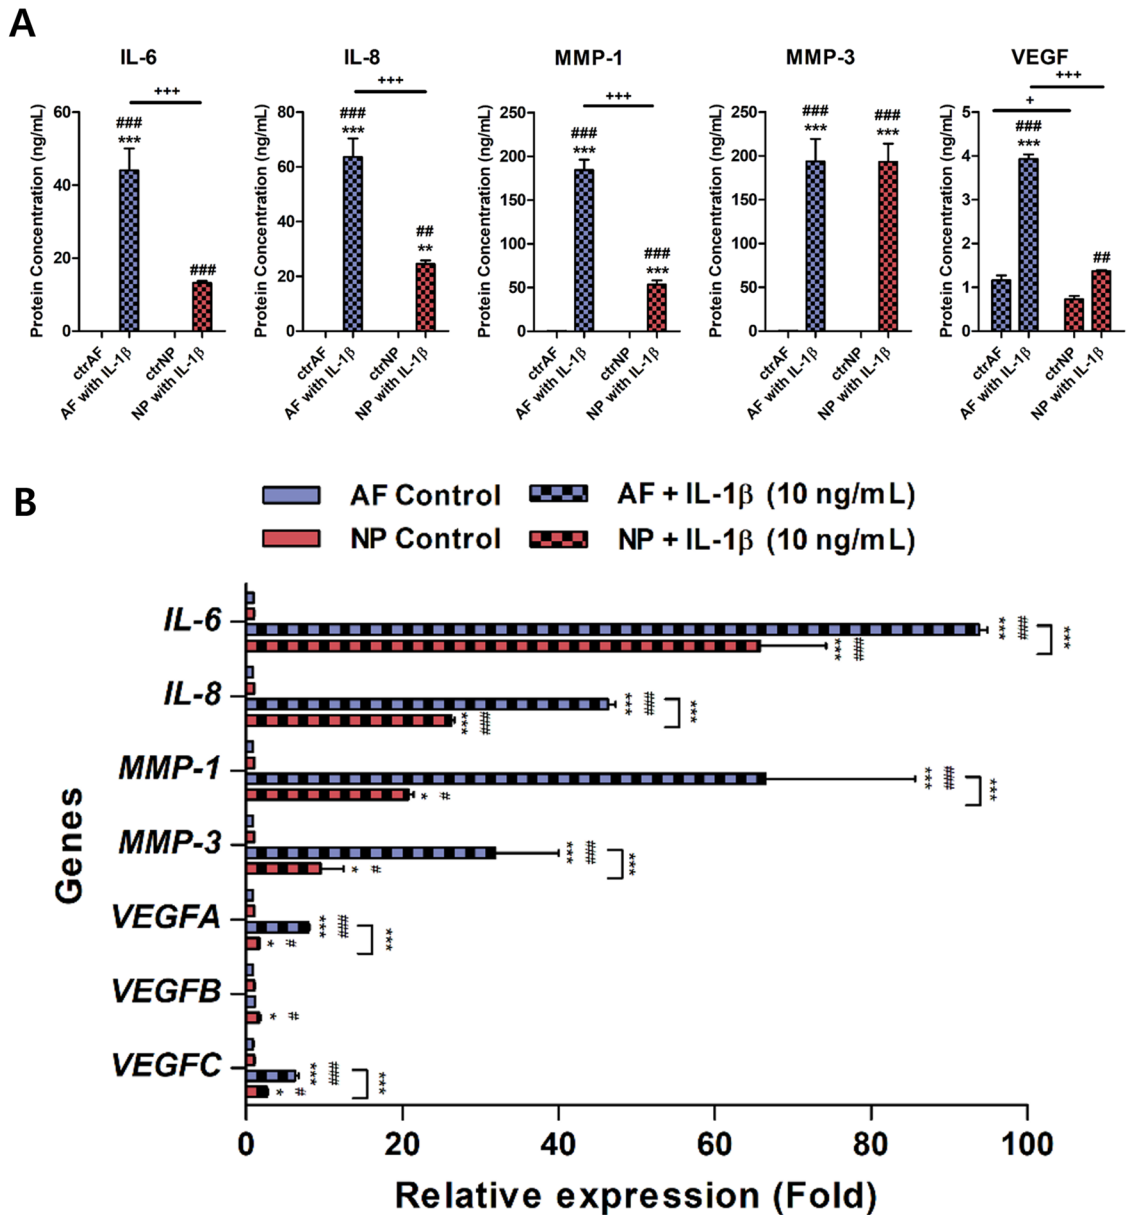 A
IL-6
IL-8
MMP-1
MMP-3
VEGF
Protein Concentration (ng/mL)
60
40
20
0
+++
###
***
###
ctrAF
AF with IL-1β
ctrNP
NP with IL-1β
Protein Concentration (ng/mL)
80
60
40
20
0
+++
###
***
##
**
ctrAF
AF with IL-1β
ctrNP
NP with IL-1β
Protein Concentration (ng/mL)
250
200
150
100
50
0
+++
###
***
###
***
ctrAF
AF with IL-1β
ctrNP
NP with IL-1β
Protein Concentration (ng/mL)
250
200
150
100
50
0
###
***
###
***
ctrAF
AF with IL-1β
ctrNP
NP with IL-1β
Protein Concentration (ng/mL)
5
4
3
2
1
0
+++
+
###
***
##
ctrAF
AF with IL-1β
ctrNP
NP with IL-1β
B
AF Control
AF + IL-1β (10 ng/mL)
NP Control
NP + IL-1β (10 ng/mL)
Genes
IL-6
*** ### ***
*** ###
IL-8
*** ### ***
*** ###
MMP-1
*** ### ***
* #
MMP-3
*** ### ***
* #
VEGFA
*** ### ***
* #
VEGFB
* #
VEGFC
*** ### ***
* #
0 20 40 60 80 100
Relative expression (Fold)